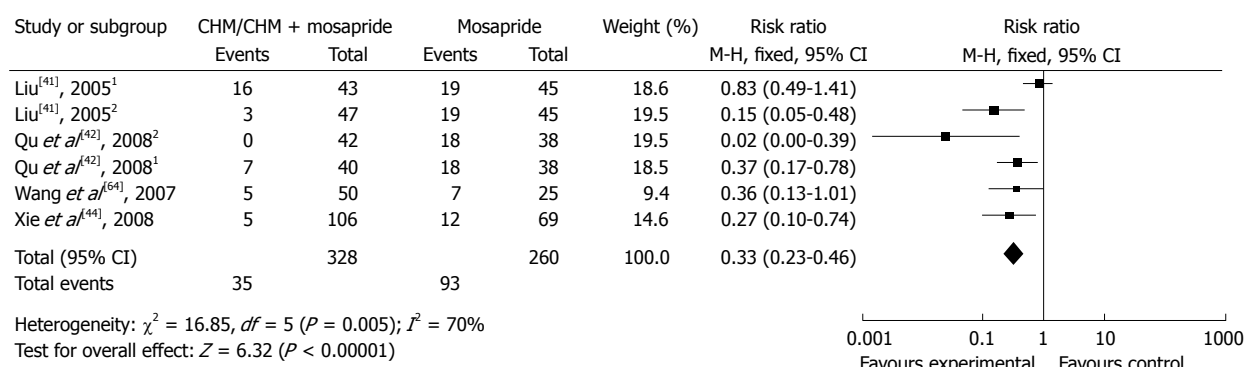 Study or subgroup CHM/CHM + mosapride Mosapride Weight (%) Risk ratio Risk ratio
Events Total Events Total M-H, fixed, 95% CI M-H, fixed, 95% CI
Liu[41], 2005¹ 16 43 19 45 18.6 0.83 (0.49-1.41)
Liu[41], 2005² 3 47 19 45 19.5 0.15 (0.05-0.48)
Qu et al[42], 2008² 0 42 18 38 19.5 0.02 (0.00-0.39)
Qu et al[42], 2008¹ 7 40 18 38 18.5 0.37 (0.17-0.78)
Wang et al[64], 2007 5 50 7 25 9.4 0.36 (0.13-1.01)
Xie et al[44], 2008 5 106 12 69 14.6 0.27 (0.10-0.74)
Total (95% CI) 328 260 100.0 0.33 (0.23-0.46)
Total events 35 93
Heterogeneity: χ² = 16.85, df = 5 (P = 0.005); I² = 70%
Test for overall effect: Z = 6.32 (P < 0.00001)
0.001 0.1 1 10 1000
Favours experimental Favours control